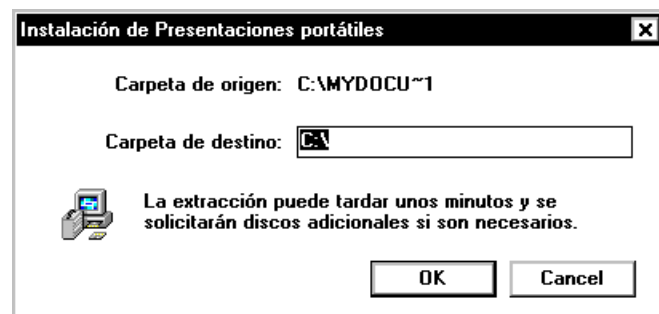 Instalación de Presentaciones portátiles
Carpeta de origen: C:\MYDOCU~1
Carpeta de destino: C:\
La extracción puede tardar unos minutos y se
solicitarán discos adicionales si son necesarios.
OK Cancel